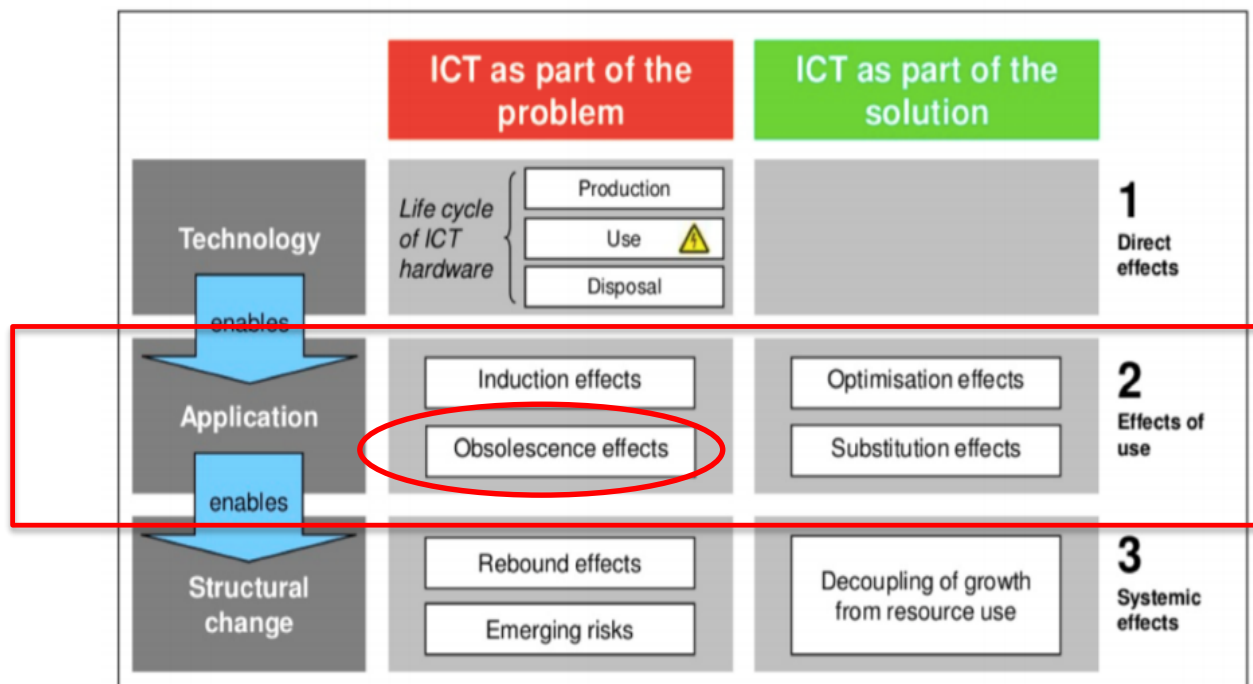 ICT as part of the
problem
ICT as part of the
solution
Technology
Life cycle
of ICT
hardware
Production
Use
Disposal
1
Direct
effects
enables
Application
Induction effects
Obsolescence effects
Optimisation effects
Substitution effects
2
Effects of
use
enables
Structural
change
Rebound effects
Emerging risks
Decoupling of growth
from resource use
3
Systemic
effects